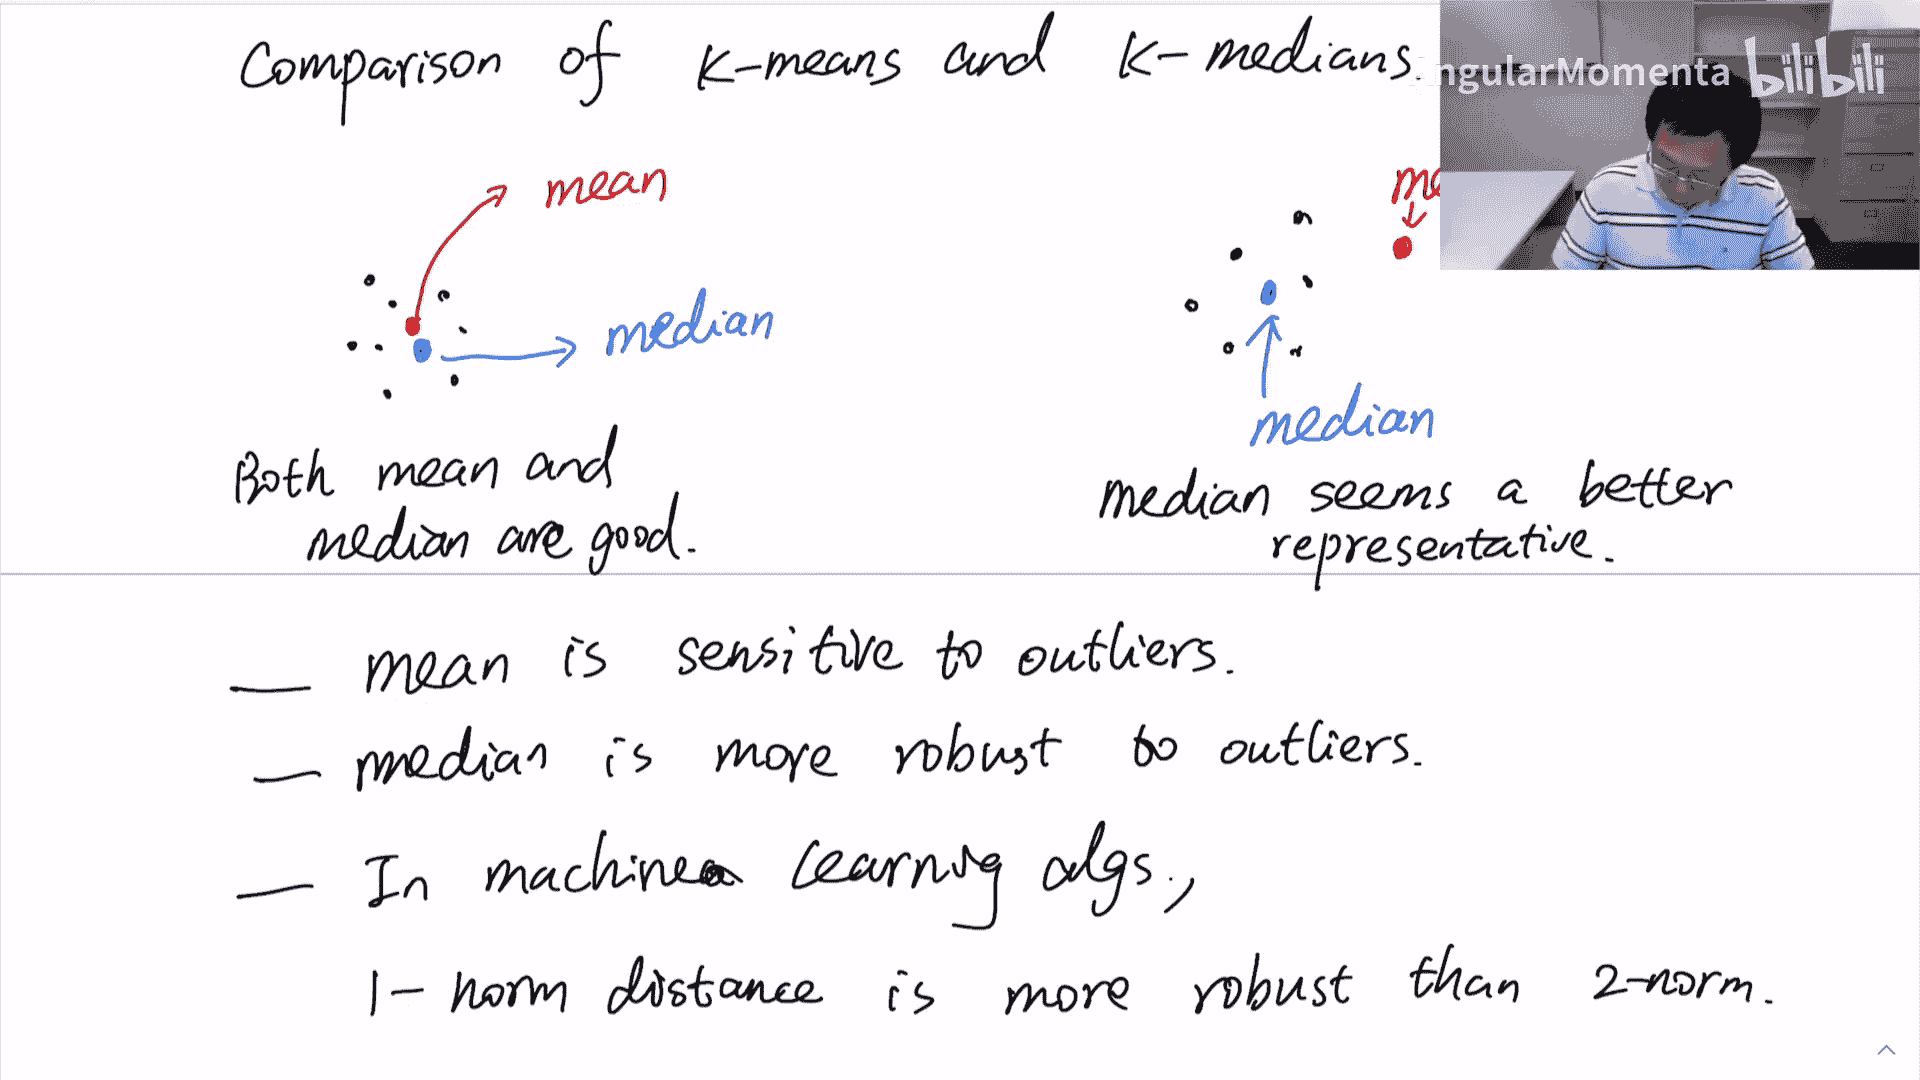 Comparison of K-means and K-medians.
ngularMomenta bilibili
mean
median
median
Both mean and
median are good.
median seems a better
representative.
— mean is sensitive to outliers.
— median is more robust to outliers.
— In machine learning algs.,
1-norm distance is more robust than 2-norm.